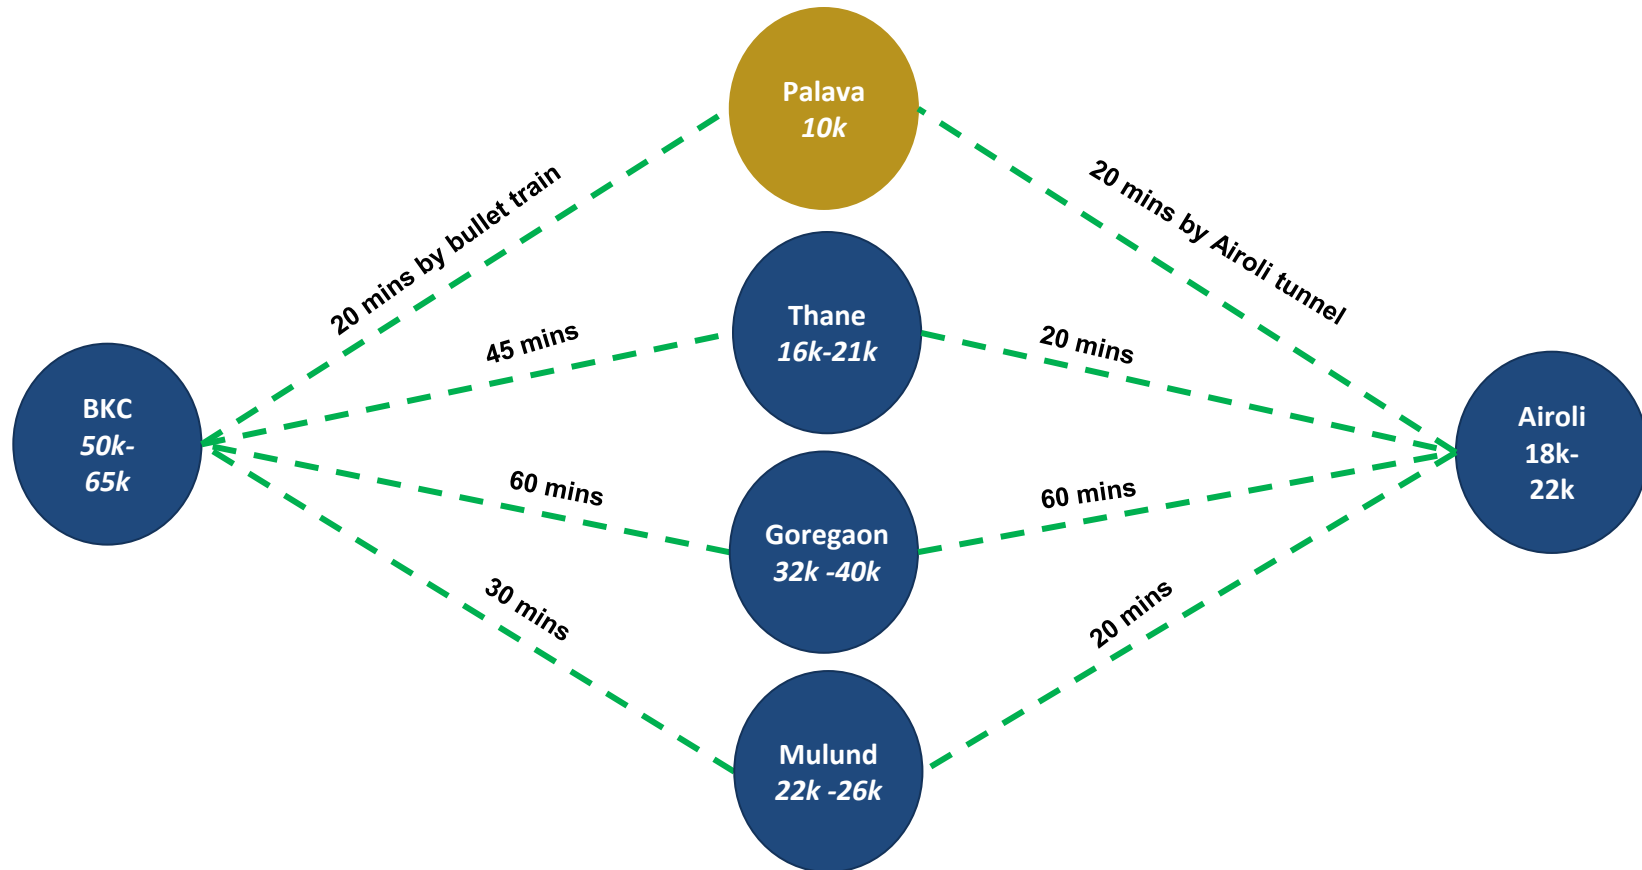 Palava
10k
20 mins by bullet train
20 mins by Airoli tunnel
Thane
16k-21k
45 mins
20 mins
BKC
50k-
65k
Airoli
18k-
22k
60 mins
60 mins
Goregaon
32k -40k
30 mins
20 mins
Mulund
22k -26k